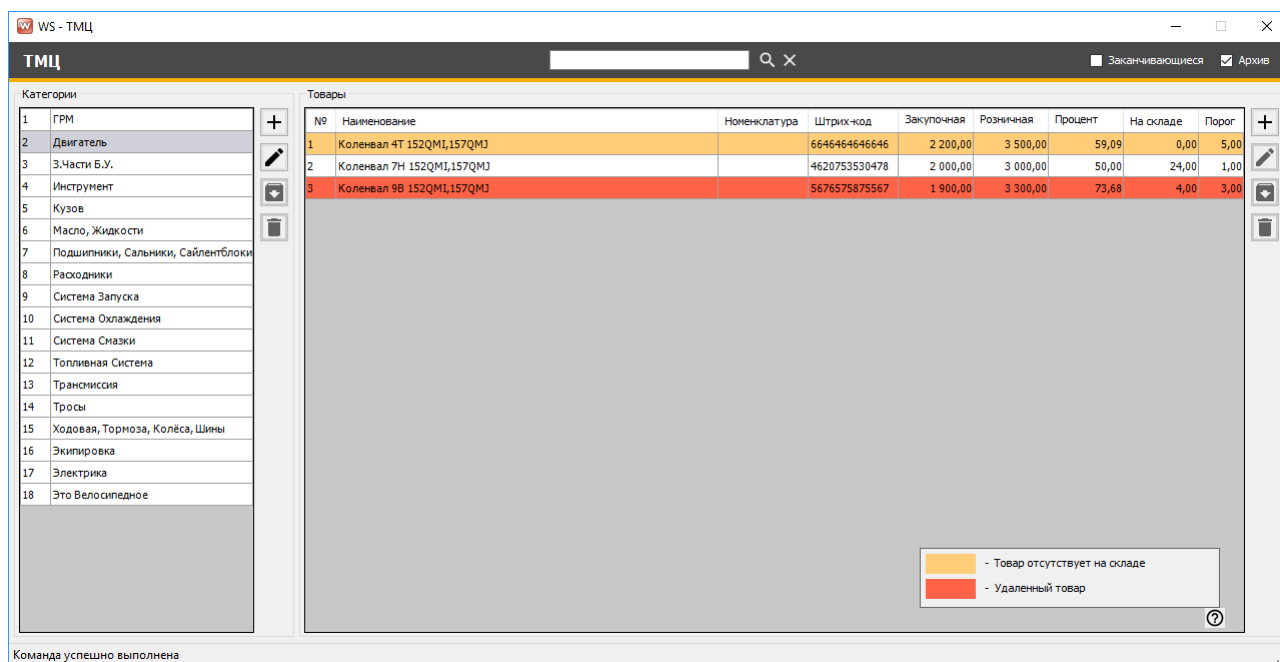 WS - ТМЦ
ТМЦ
Заканчивающиеся Архив
Категории
1 ГРМ
2 Двигатель
3 З.Части Б.У.
4 Инструмент
5 Кузов
6 Масло, Жидкости
7 Подшипники, Сальники, Сайлентблоки
8 Расходники
9 Система Запуска
10 Система Охлаждения
11 Система Смазки
12 Топливная Система
13 Трансмиссия
14 Тросы
15 Ходовая, Тормоза, Колёса, Шины
16 Экипировка
17 Электрика
18 Это Велосипедное
Товары
№ Наименование Номенклатура Штрих-код Закупочная Розничная Процент На складе Порог
1 Коленвал 4T 152QMI,157QMJ 6646464646646 2 200,00 3 500,00 59,09 0,00 5,00
2 Коленвал 7H 152QMI,157QMJ 4620753530478 2 000,00 3 000,00 50,00 24,00 1,00
3 Коленвал 9B 152QMI,157QMJ 5676575875567 1 900,00 3 300,00 73,68 4,00 3,00
- Товар отсутствует на складе
- Удаленный товар
Команда успешно выполнена